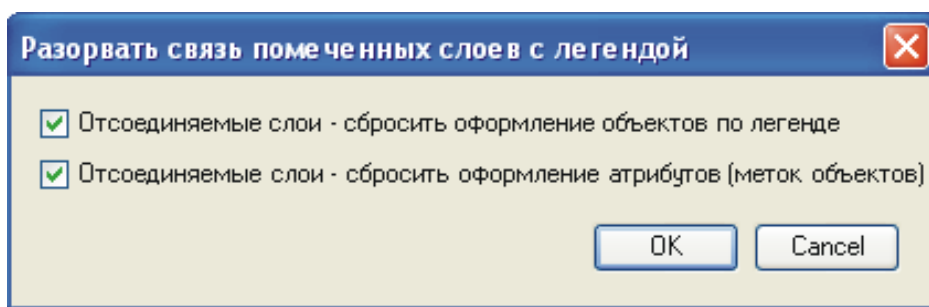 Разорвать связь помеченных слоев с легендой
Отсоединяемые слои - сбросить оформление объектов по легенде
Отсоединяемые слои - сбросить оформление атрибутов (меток объектов)
OK Cancel